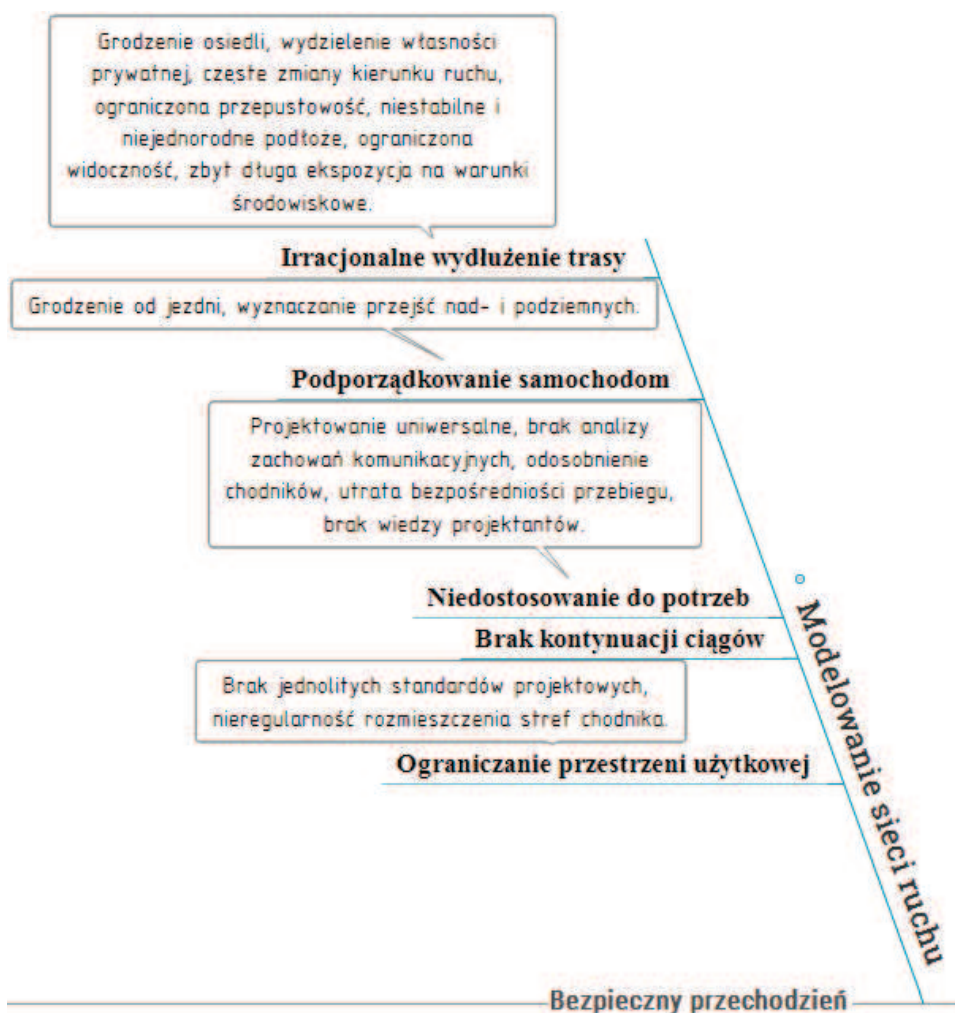 Grodzenie osiedli, wydzielenie własności
prywatnej, częste zmiany kierunku ruchu,
ograniczona przepustowość, niestabilne i
niejednorodne podłoże, ograniczona
widoczność, zbyt długa ekspozycja na warunki
środowiskowe.
Irracjonalne wydłużenie trasy
Grodzenie od jezdni, wyznaczanie przejść nad- i podziemnych.
Podporządkowanie samochodom
Projektowanie uniwersalne, brak analizy
zachowań komunikacyjnych, odosobnienie
chodników, utrata bezpośredniości przebiegu,
brak wiedzy projektantów.
Niedostosowanie do potrzeb
Brak kontynuacji ciągów
Brak jednolitych standardów projektowych,
nieregularność rozmieszczenia stref chodnika.
Ograniczanie przestrzeni użytkowej
Modelowanie sieci ruchu
Bezpieczny przechodzień